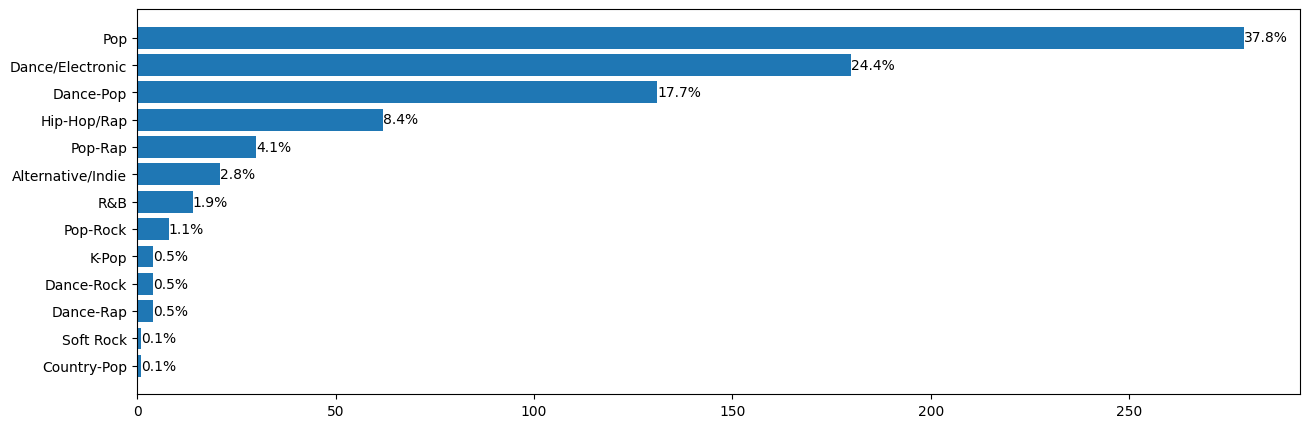 Pop 37.8%
Dance/Electronic 24.4%
Dance-Pop 17.7%
Hip-Hop/Rap 8.4%
Pop-Rap 4.1%
Alternative/Indie 2.8%
R&B 1.9%
Pop-Rock 1.1%
K-Pop 0.5%
Dance-Rock 0.5%
Dance-Rap 0.5%
Soft Rock 0.1%
Country-Pop 0.1%
0 50 100 150 200 250